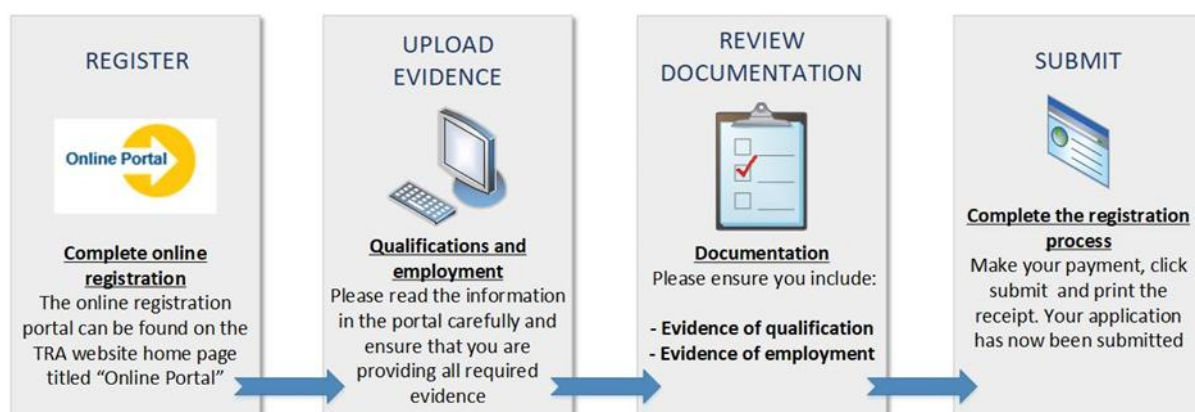 REGISTER
Online Portal
Complete online
registration
The online registration
portal can be found on the
TRA website home page
titled “Online Portal”
UPLOAD
EVIDENCE
Qualifications and
employment
Please read the information
in the portal carefully and
ensure that you are
providing all required
evidence
REVIEW
DOCUMENTATION
Documentation
Please ensure you include:
- Evidence of qualification
- Evidence of employment
SUBMIT
Complete the registration
process
Make your payment, click
submit and print the
receipt. Your application
has now been submitted